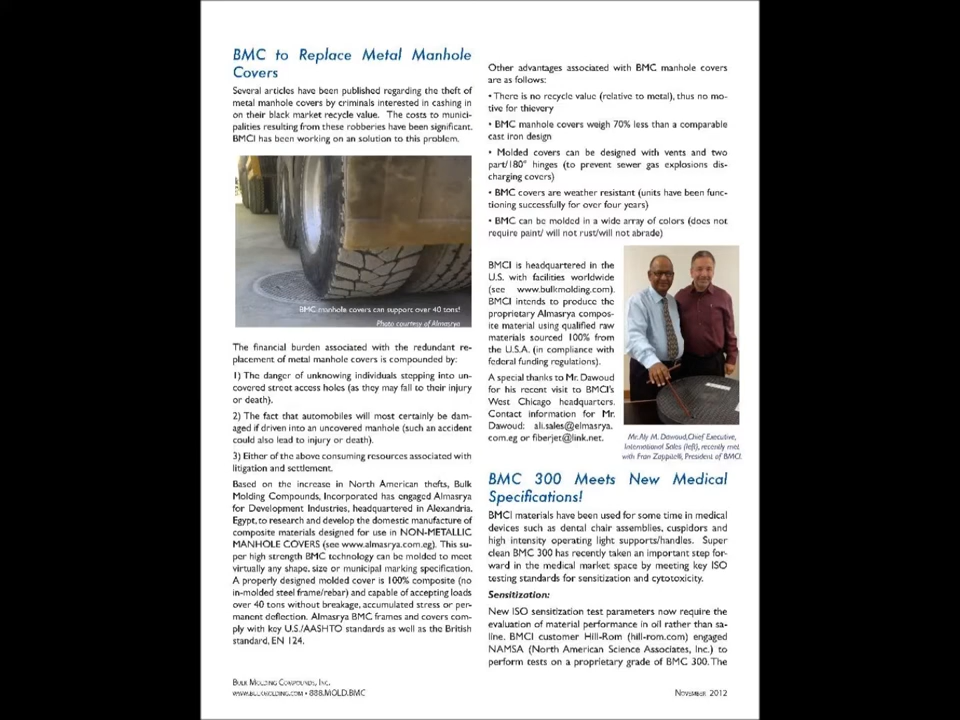 BMC to Replace Metal Manhole
Covers
Several articles have been published regarding the theft of
metal manhole covers by criminals interested in cashing in
on their black market recycle value. The costs to munici-
palities resulting from these robberies have been significant.
BMCI has been working on an solution to this problem.
BMC manhole covers can support over 40 tons!
Photo courtesy of Almasrya
The financial burden associated with the redundant re-
placement of metal manhole covers is compounded by:
1) The danger of unknowing individuals stepping into un-
covered street access holes (as they may fall to their injury
or death).
2) The fact that automobiles will most certainly be dam-
aged if driven into an uncovered manhole (such an accident
could also lead to injury or death).
3) Either of the above consuming resources associated with
litigation and settlement.
Based on the increase in North American thefts, Bulk
Molding Compounds, Incorporated has engaged Almasrya
for Development Industries, headquartered in Alexandria,
Egypt, to research and develop the domestic manufacture of
composite materials designed for use in NON-METALLIC
MANHOLE COVERS (see www.almasrya.com.eg). This su-
per high strength BMC technology can be molded to meet
virtually any shape, size or municipal marking specification.
A properly designed molded cover is 100% composite (no
in-molded steel frame/rebar) and capable of accepting loads
over 40 tons without breakage, accumulated stress or per-
manent deflection. Almasrya BMC frames and covers com-
ply with key U.S./AASHTO standards as well as the British
standard, EN 124.
Other advantages associated with BMC manhole covers
are as follows:
• There is no recycle value (relative to metal), thus no mo-
tive for thievery
• BMC manhole covers weigh 70% less than a comparable
cast iron design
• Molded covers can be designed with vents and two
part/180° hinges (to prevent sewer gas explosions dis-
charging covers)
• BMC covers are weather resistant (units have been func-
tioning successfully for over four years)
• BMC can be molded in a wide array of colors (does not
require paint/ will not rust/will not abrade)
BMCI is headquartered in the
U.S. with facilities worldwide
(see www.bulkmolding.com).
BMCI intends to produce the
proprietary Almasrya compos-
ite material using qualified raw
materials sourced 100% from
the U.S.A. (in compliance with
federal funding regulations).
A special thanks to Mr. Dawoud
for his recent visit to BMCI's
West Chicago headquarters.
Contact information for Mr.
Dawoud: ali.sales@elmasrya.
com.eg or fiberjet@link.net.
Mr. Aly M. Dawoud, Chief Executive,
International Sales (left), recently met
with Fran Zappitelli, President of BMCI.
BMC 300 Meets New Medical
Specifications!
BMCI materials have been used for some time in medical
devices such as dental chair assemblies, cuspidors and
high intensity operating light supports/handles. Super
clean BMC 300 has recently taken an important step for-
ward in the medical market space by meeting key ISO
testing standards for sensitization and cytotoxicity.
Sensitization:
New ISO sensitization test parameters now require the
evaluation of material performance in oil rather than sa-
line. BMCI customer Hill-Rom (hill-rom.com) engaged
NAMSA (North American Science Associates, Inc.) to
perform tests on a proprietary grade of BMC 300. The
Bulk Molding Compounds, Inc.
www.bulkmolding.com • 888.MOLD.BMC
November 2012